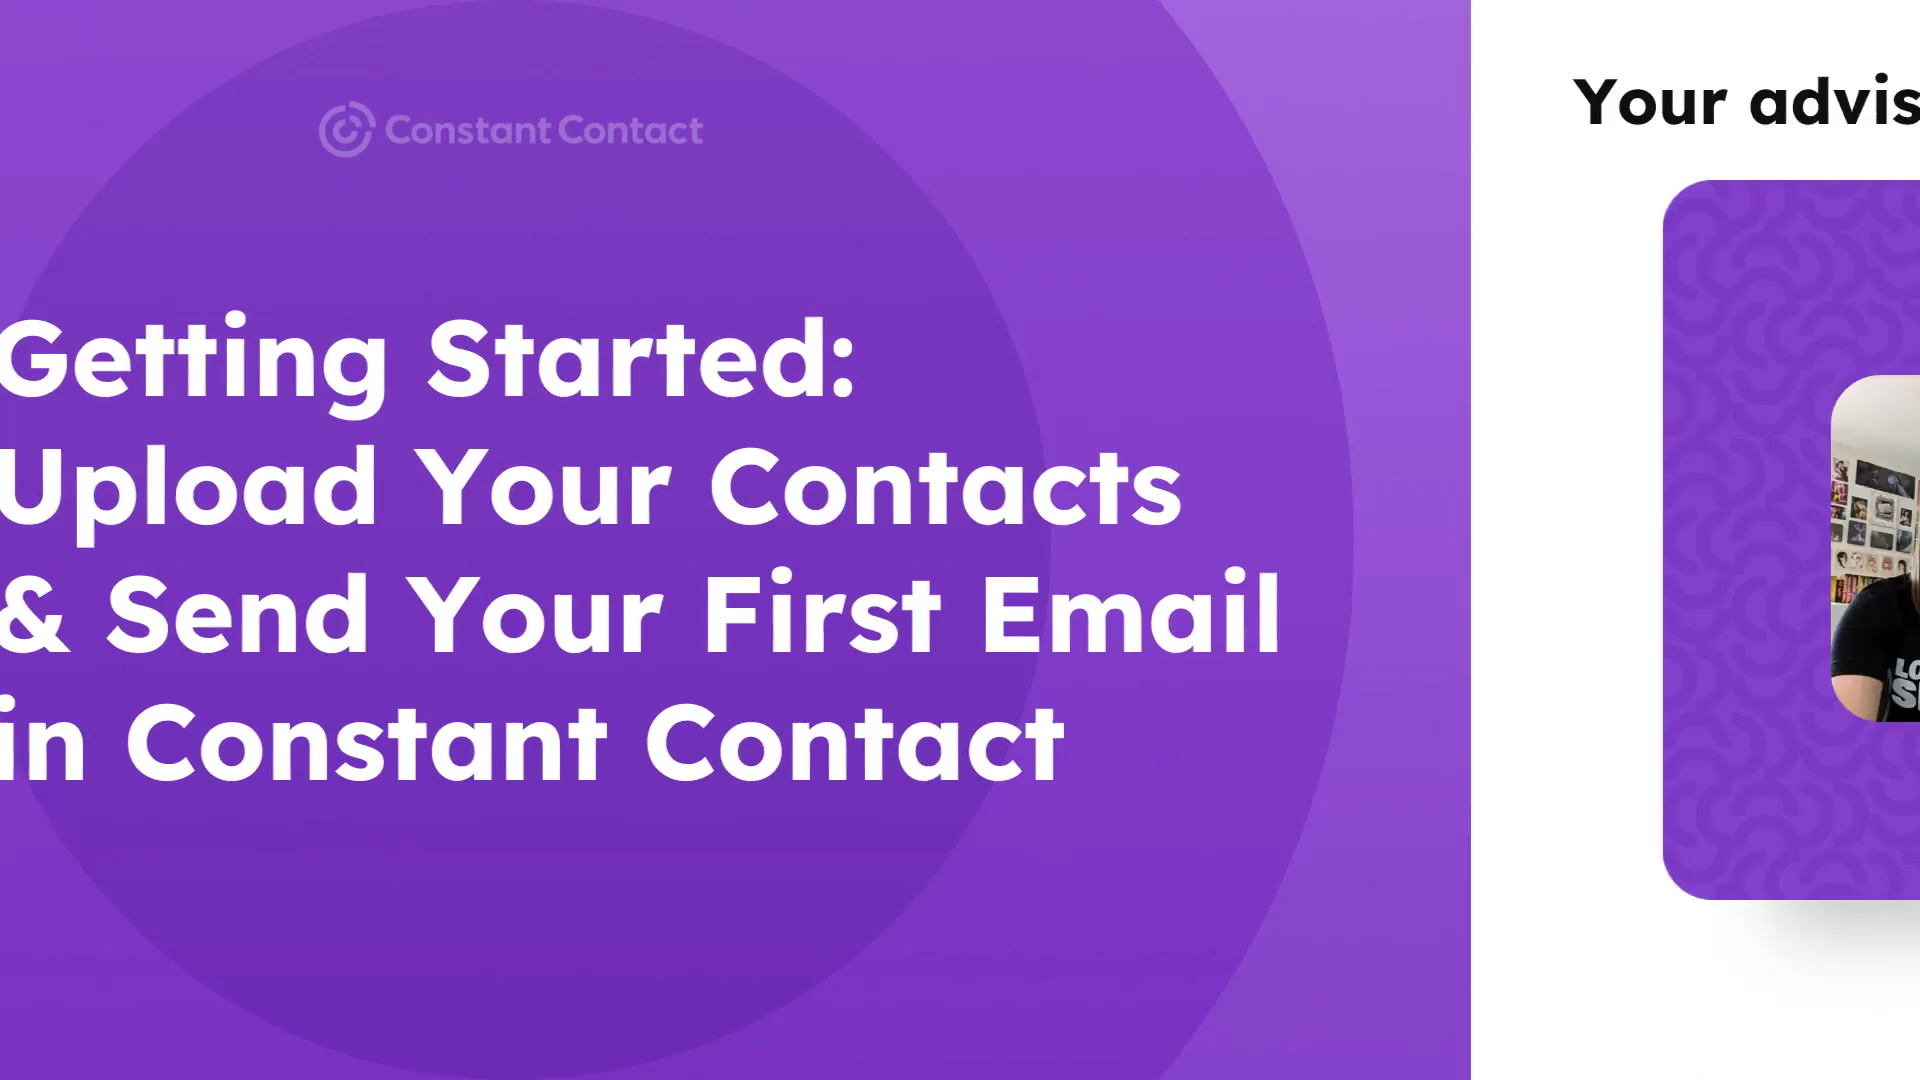 Constant Contact
Getting Started:
Upload Your Contacts
& Send Your First Email
in Constant Contact
Your advis